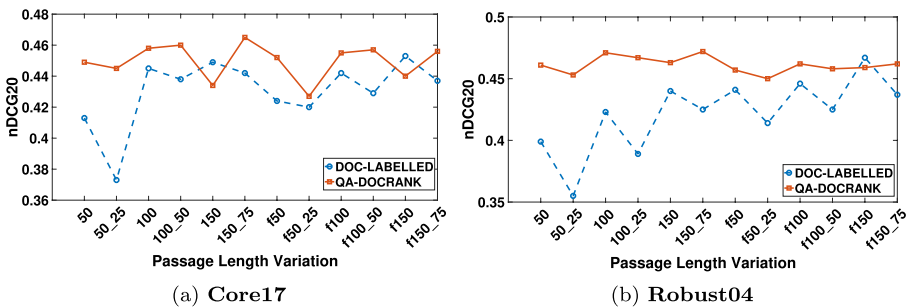 0.48
0.46
0.44
0.42
0.4
0.38
0.36
nDCG20
DOC-LABELLED
QA-DOCRANK
50
50_25
100
100_50
150
150_75
f50
f50_25
f100
f100_50
f150
f150_75
Passage Length Variation
(a) Core17
0.5
0.45
0.4
0.35
nDCG20
DOC-LABELLED
QA-DOCRANK
50
50_25
100
100_25
150
150_75
f50
f50_25
f100
f100_50
f150
f150_75
Passage Length Variation
(b) Robust04